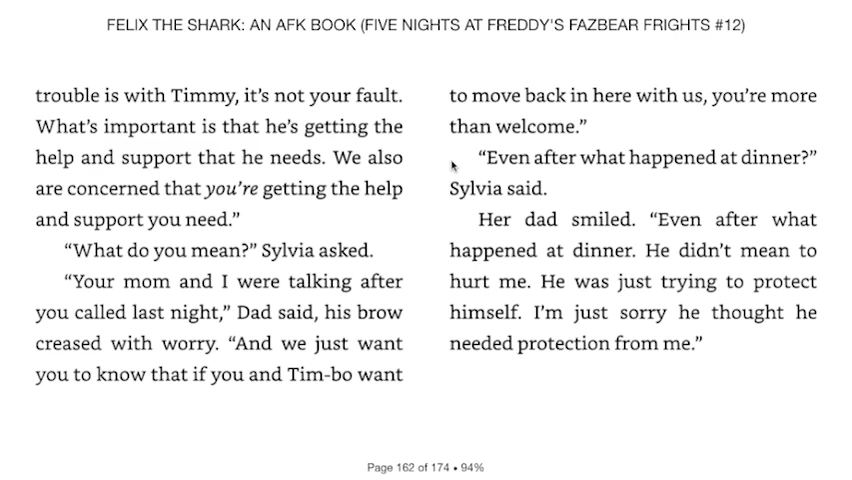 FELIX THE SHARK: AN AFK BOOK (FIVE NIGHTS AT FREDDY'S FAZBEAR FRIGHTS #12)
trouble is with Timmy, it’s not your fault.
What’s important is that he’s getting the
help and support that he needs. We also
are concerned that you’re getting the help
and support you need.”
“What do you mean?” Sylvia asked.
“Your mom and I were talking after
you called last night,” Dad said, his brow
creased with worry. “And we just want
you to know that if you and Tim-bo want
to move back in here with us, you’re more
than welcome.”
“Even after what happened at dinner?”
Sylvia said.
Her dad smiled. “Even after what
happened at dinner. He didn’t mean to
hurt me. He was just trying to protect
himself. I’m just sorry he thought he
needed protection from me.”
Page 162 of 174 • 94%